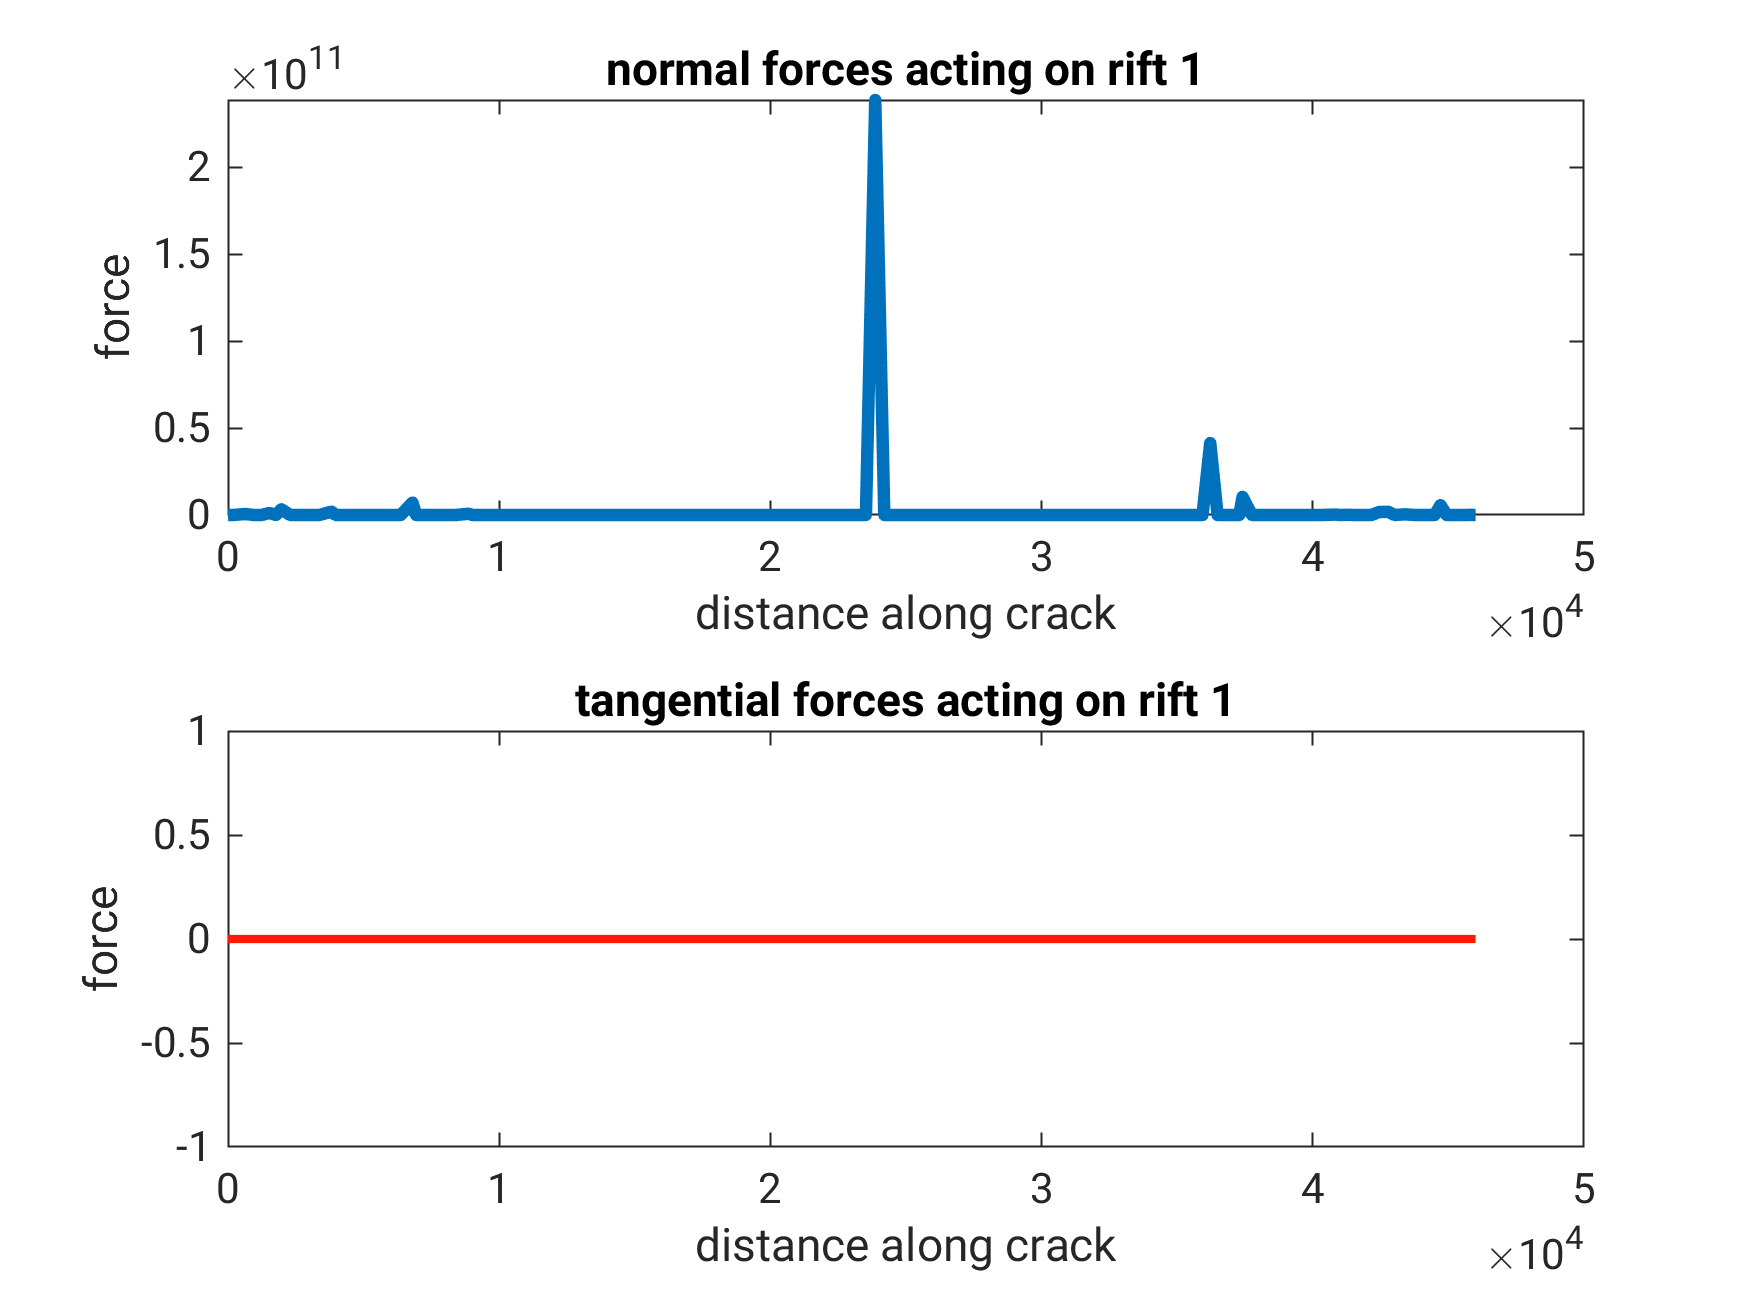 ×10^11
normal forces acting on rift 1
2
1.5
1
0.5
0
force
0 1 2 3 4 5
distance along crack
×10^4
tangential forces acting on rift 1
1
0.5
0
-0.5
-1
force
0 1 2 3 4 5
distance along crack
×10^4